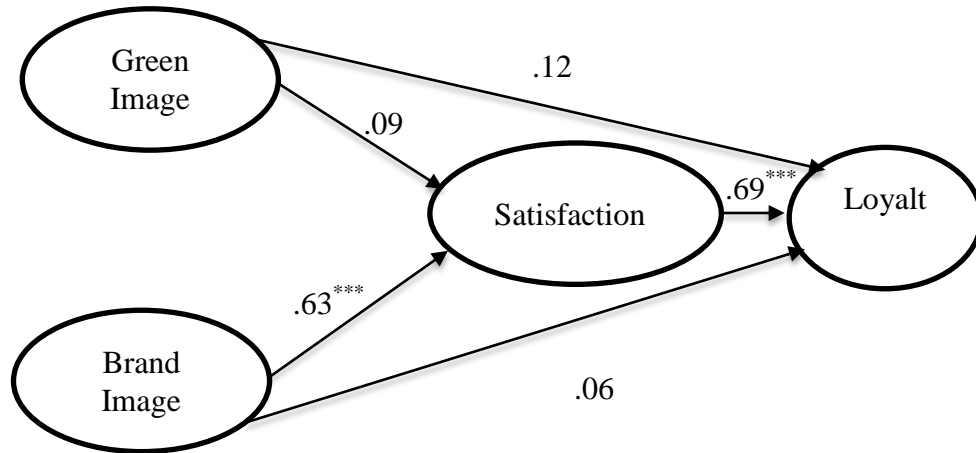 Green
Image
.12
.09
Satisfaction
.69***
Loyalt
.63***
Brand
Image
.06